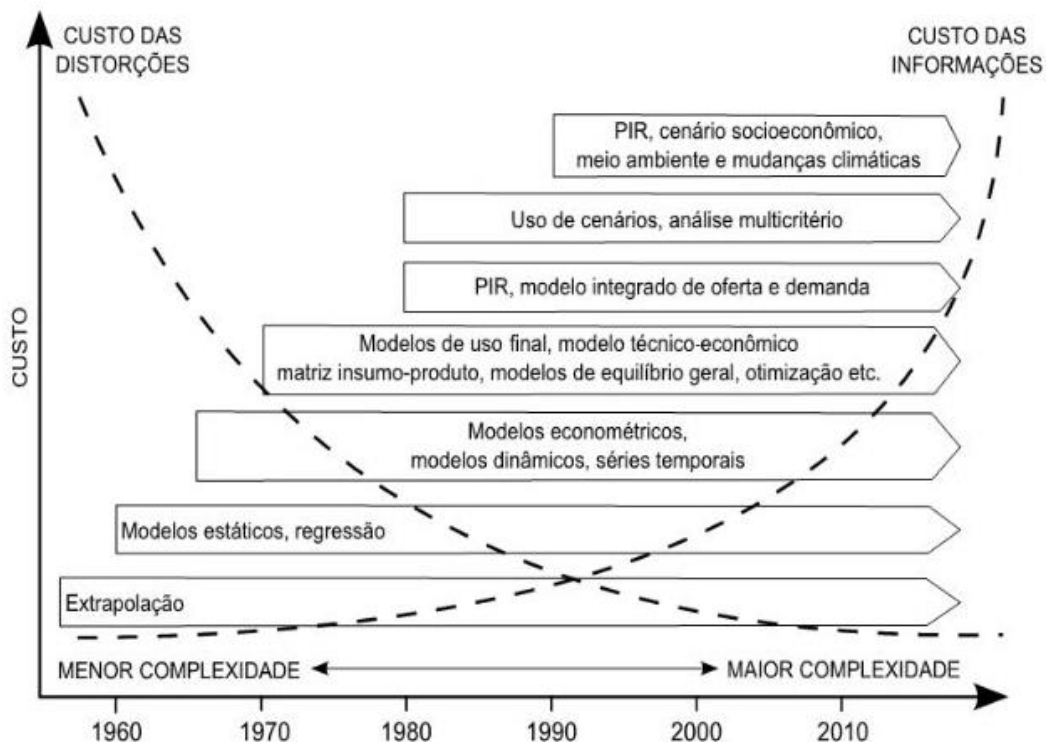 CUSTO DAS
DISTORÇÕES
CUSTO DAS
INFORMAÇÕES
PIR, cenário socioeconômico,
meio ambiente e mudanças climáticas
Uso de cenários, análise multicritério
PIR, modelo integrado de oferta e demanda
Modelos de uso final, modelo técnico-econômico
matriz insumo-produto, modelos de equilíbrio geral, otimização etc.
Modelos econométricos,
modelos dinâmicos, séries temporais
Modelos estáticos, regressão
Extrapolação
CUSTO
MENOR COMPLEXIDADE
MAIOR COMPLEXIDADE
1960 1970 1980 1990 2000 2010